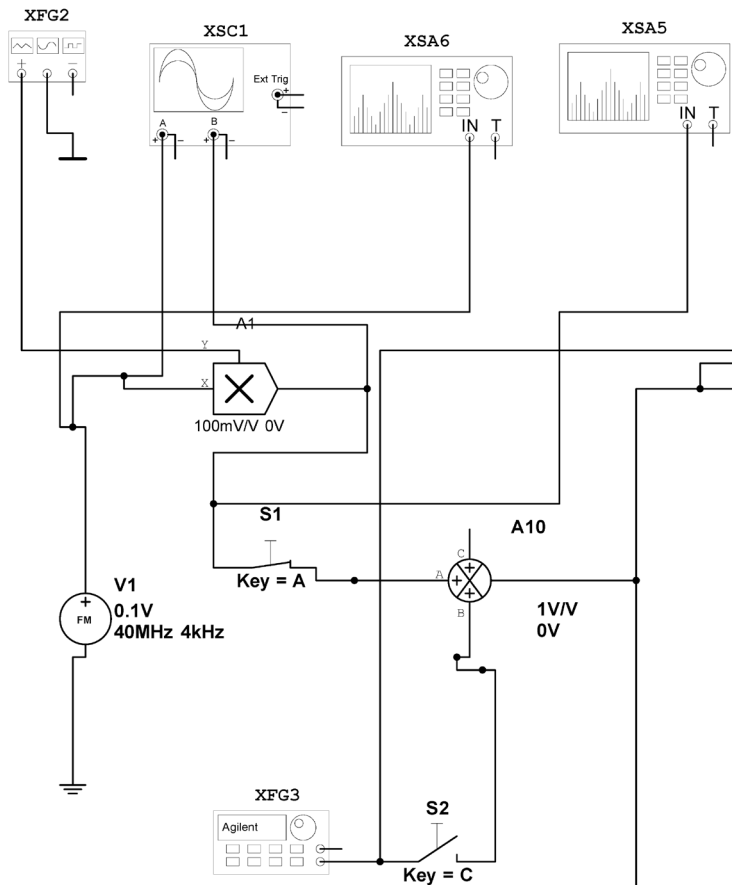 XFG2
XSC1
XSA6
XSA5
Ext Trig
+
−
+ −
A
B
+ − + −
IN T
IN T
A1
Y
X
100mV/V 0V
S1
Key = A
A10
C
A
B
+
+
+
1V/V
0V
V1
0.1V
40MHz 4kHz
+
FM
XFG3
Agilent
S2
Key = C